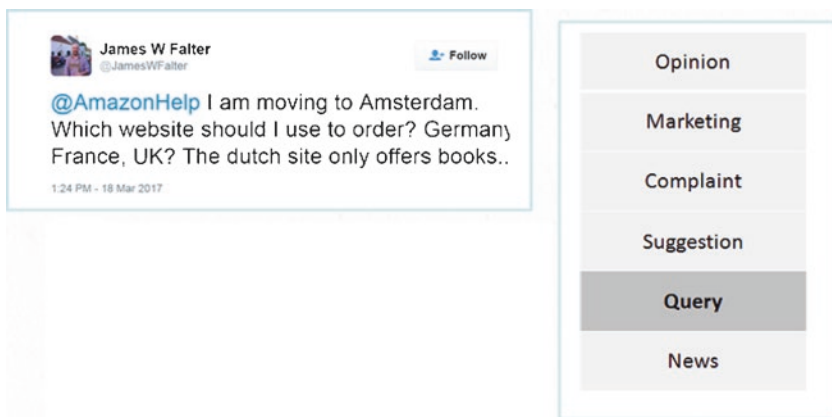 James W Falter
@JamesWFalter
Follow
@AmazonHelp I am moving to Amsterdam.
Which website should I use to order? Germany
France, UK? The dutch site only offers books..
1:24 PM - 18 Mar 2017
Opinion
Marketing
Complaint
Suggestion
Query
News